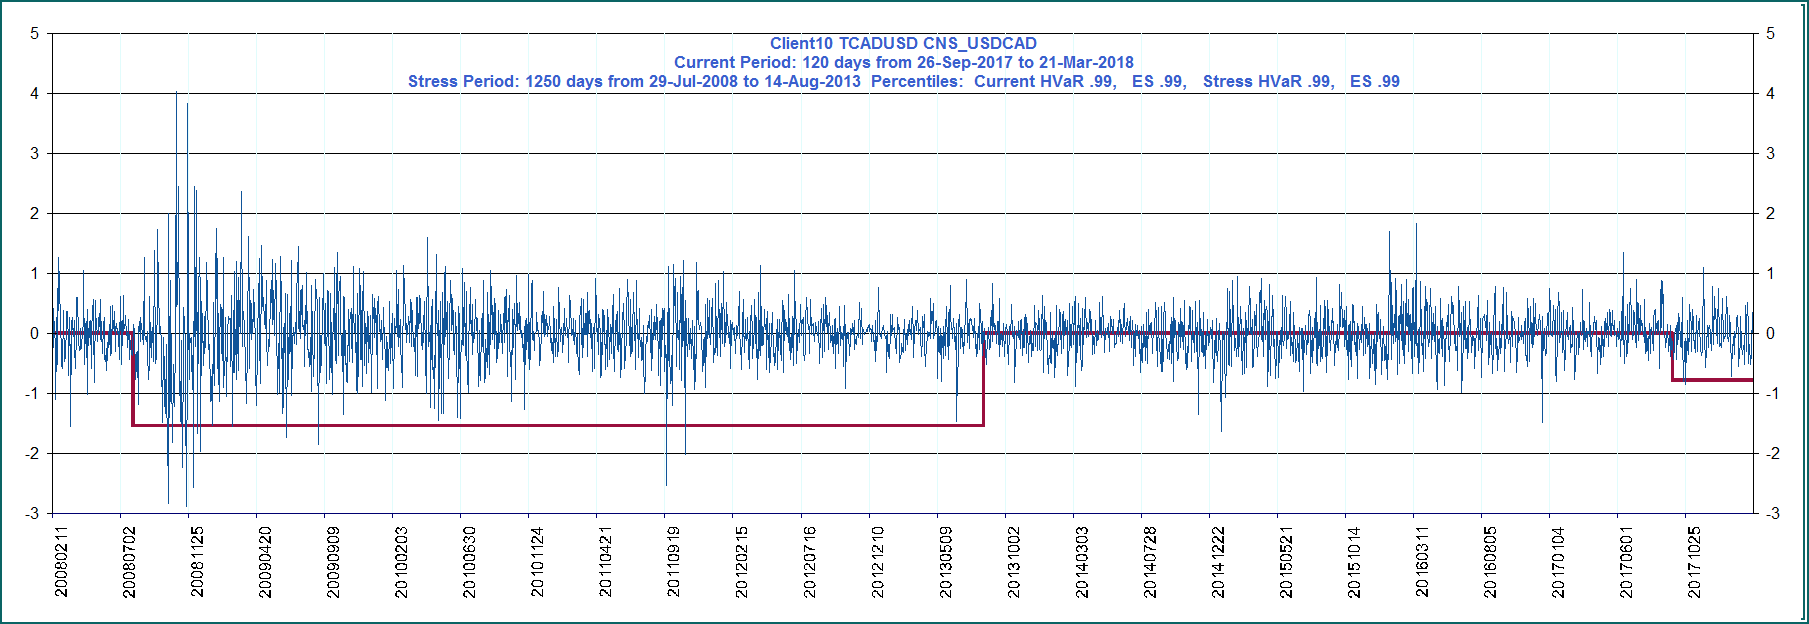 Client10 TCADUSD CNS_USDCAD
Current Period: 120 days from 26-Sep-2017 to 21-Mar-2018
Stress Period: 1250 days from 29-Jul-2008 to 14-Aug-2013  Percentiles:  Current HVaR .99,   ES .99,   Stress HVaR .99,   ES .99
5 5
4 4
3 3
2 2
1 1
0 0
-1 -1
-2 -2
-3 -3
20080211 20080702 20081125 20090420 20090909 20100203 20100630 20101124 20110421 20110919 20120215 20120716 20121210 20130509 20131002 20140303 20140728 20141222 20150521 20151014 20160311 20160805 20170104 20170601 20171025